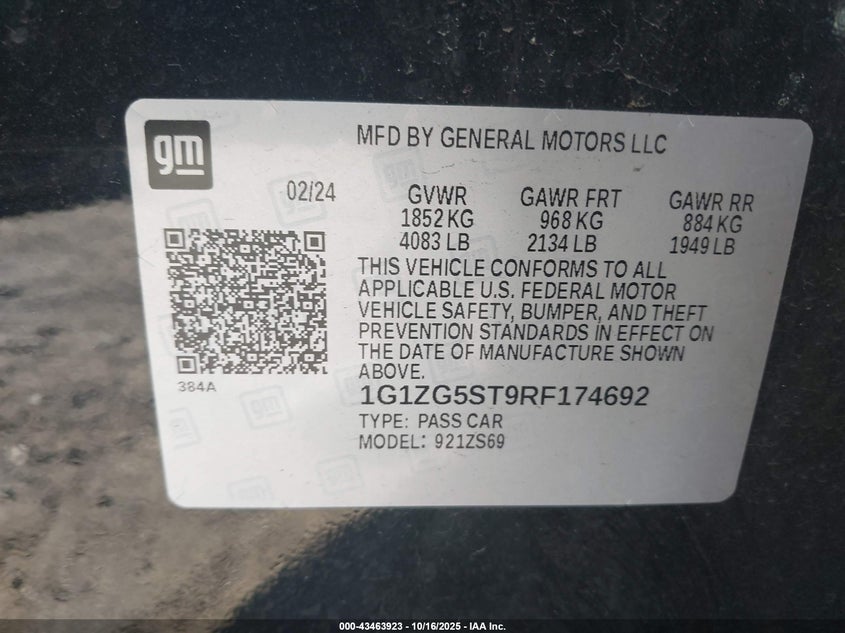 gm
MFD BY GENERAL MOTORS LLC
02/24
GVWR GAWR FRT GAWR RR
1852 KG 968 KG 884 KG
4083 LB 2134 LB 1949 LB
THIS VEHICLE CONFORMS TO ALL
APPLICABLE U.S. FEDERAL MOTOR
VEHICLE SAFETY, BUMPER, AND THEFT
PREVENTION STANDARDS IN EFFECT ON
THE DATE OF MANUFACTURE SHOWN
ABOVE.
384A
1G1ZG5ST9RF174692
TYPE: PASS CAR
MODEL: 921ZS69
000-43463923 - 10/16/2025 - IAA Inc.